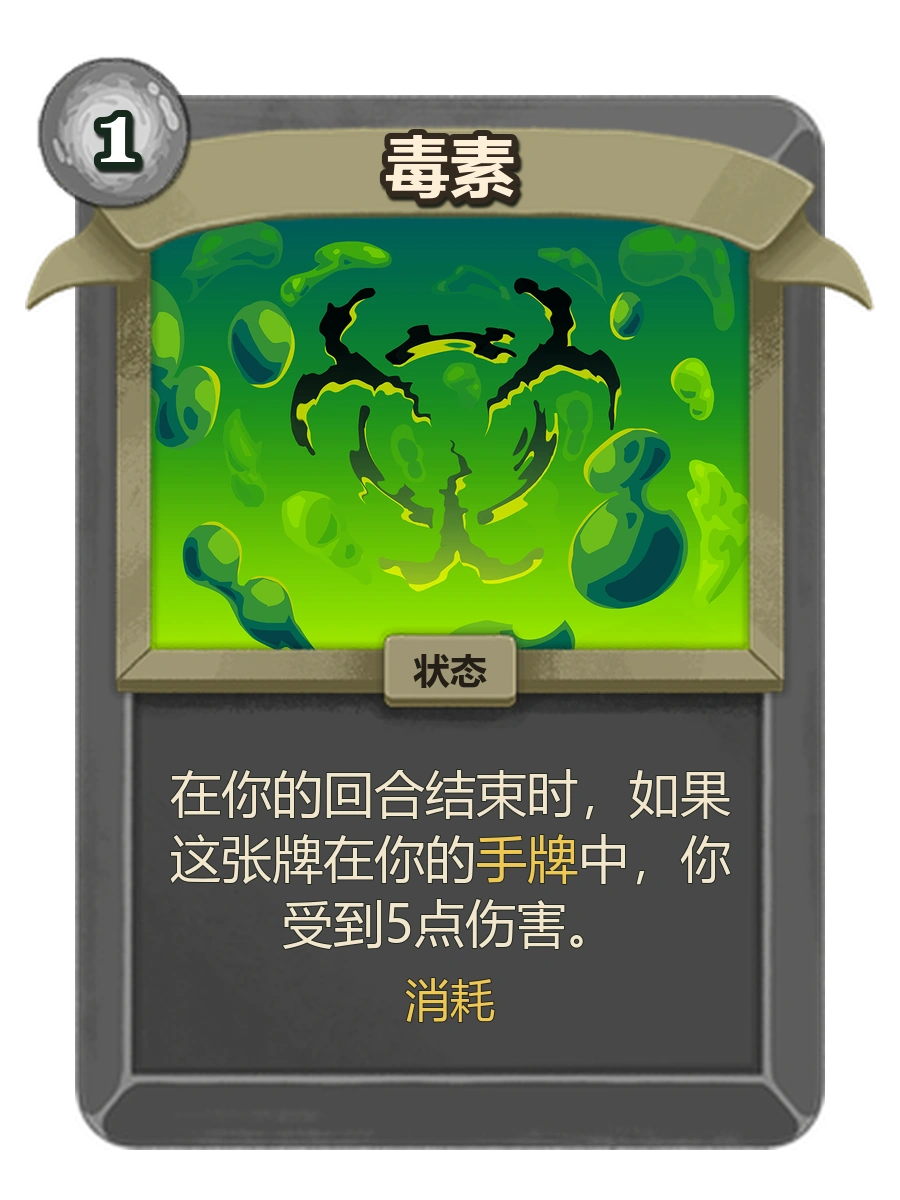 1
毒素
状态
在你的回合结束时，如果
这张牌在你的手牌中，你
受到5点伤害。
消耗